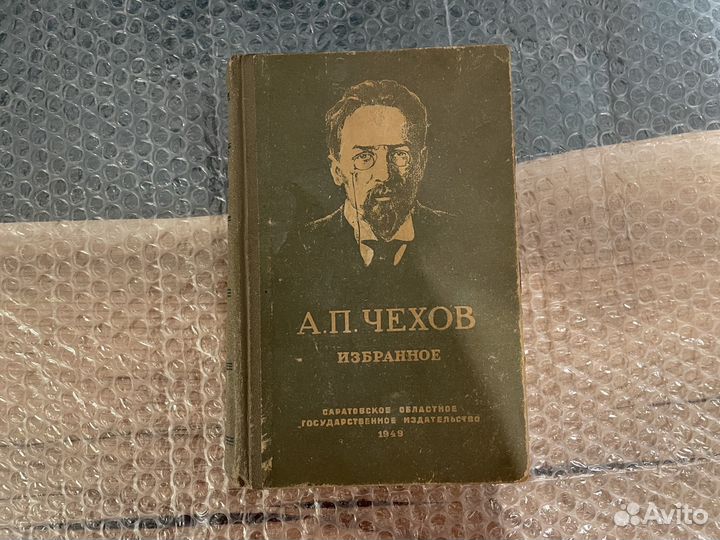 А.П.ЧЕХОВ
ИЗБРАННОЕ
САРАТОВСКОЕ ОБЛАСТНОЕ
ГОСУДАРСТВЕННОЕ ИЗДАТЕЛЬСТВО
1949
Avito